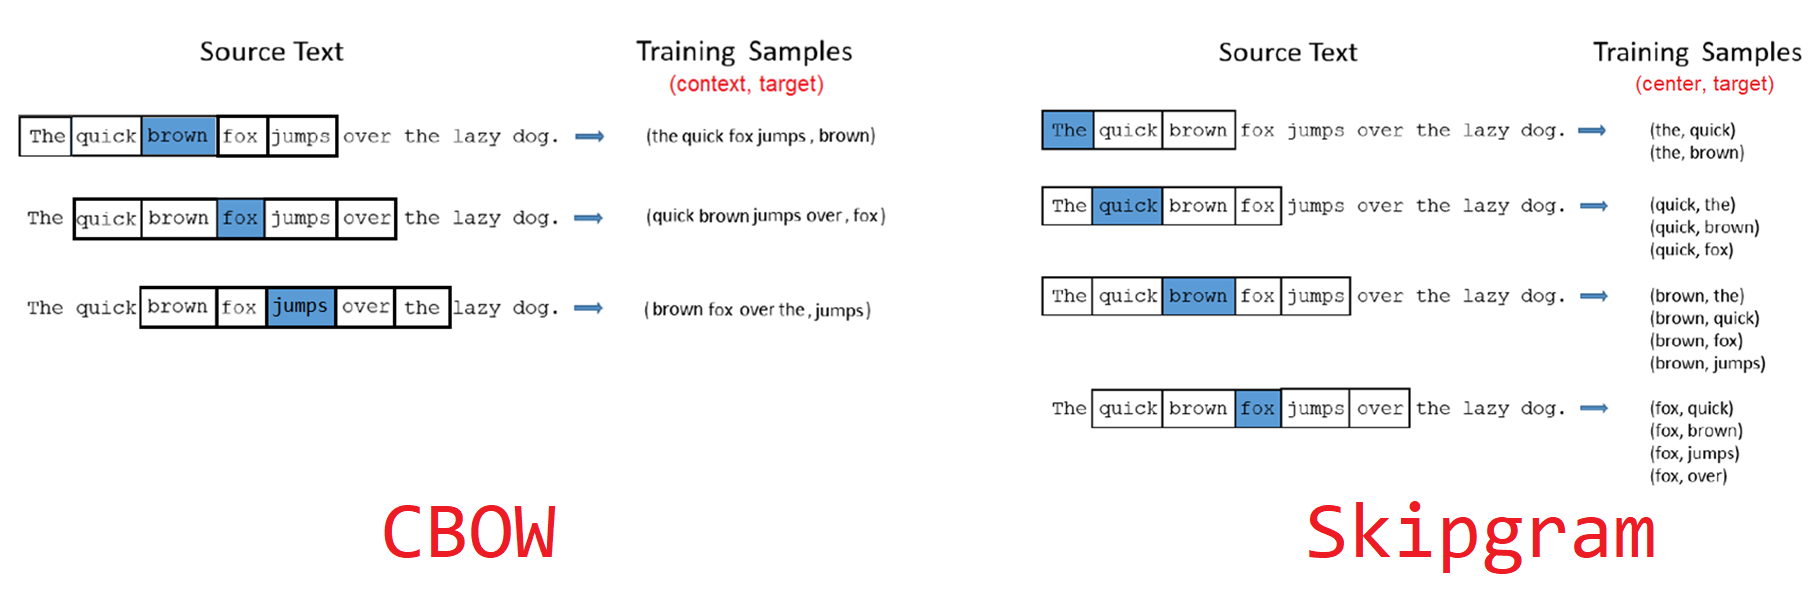 Source Text
Training Samples
(context, target)
The quick brown fox jumps over the lazy dog.
(the quick fox jumps , brown)
The quick brown fox jumps over the lazy dog.
(quick brown jumps over , fox)
The quick brown fox jumps over the lazy dog.
( brown fox over the , jumps)
CBOW
Source Text
Training Samples
(center, target)
The quick brown fox jumps over the lazy dog.
(the, quick)
(the, brown)
The quick brown fox jumps over the lazy dog.
(quick, the)
(quick, brown)
(quick, fox)
The quick brown fox jumps over the lazy dog.
(brown, the)
(brown, quick)
(brown, fox)
(brown, jumps)
The quick brown fox jumps over the lazy dog.
(fox, quick)
(fox, brown)
(fox, jumps)
(fox, over)
Skipgram